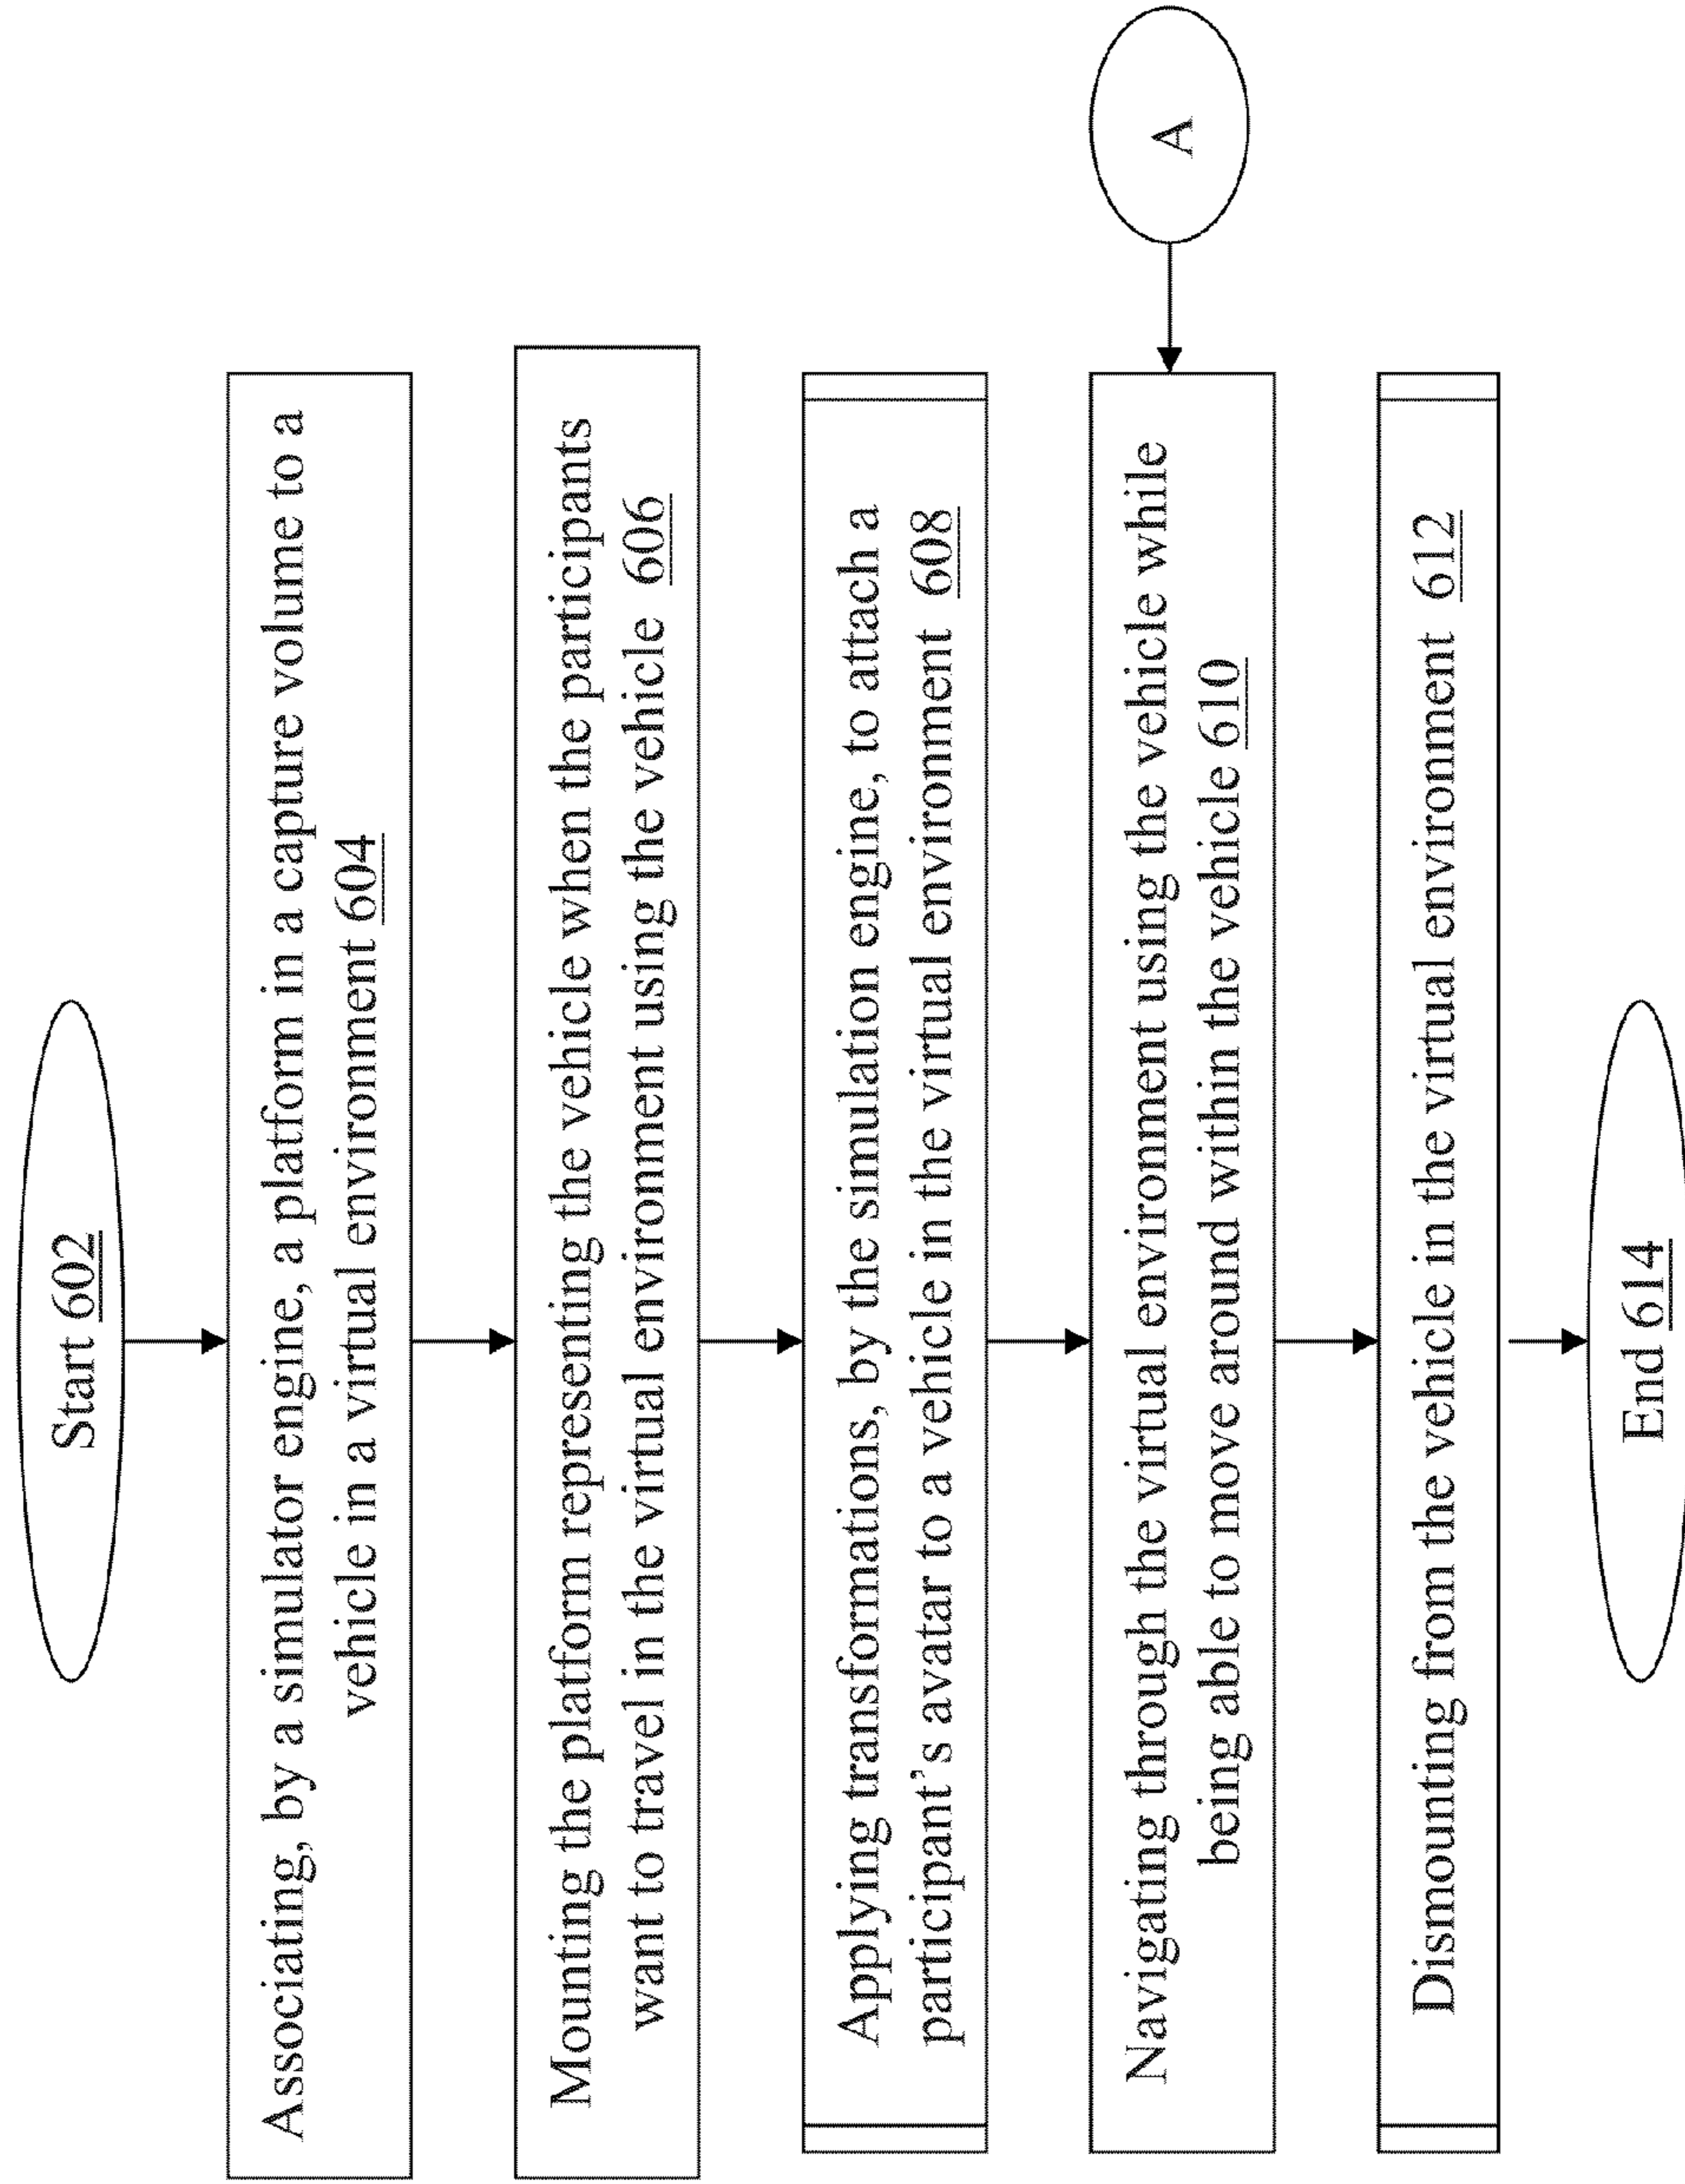 Start 602
Associating, by a simulator engine, a platform in a capture volume to a
vehicle in a virtual environment 604
Mounting the platform representing the vehicle when the participants
want to travel in the virtual environment using the vehicle 606
Applying transformations, by the simulation engine, to attach a
participant's avatar to a vehicle in the virtual environment 608
Navigating through the virtual environment using the vehicle while
being able to move around within the vehicle 610
A
Dismounting from the vehicle in the virtual environment 612
End 614